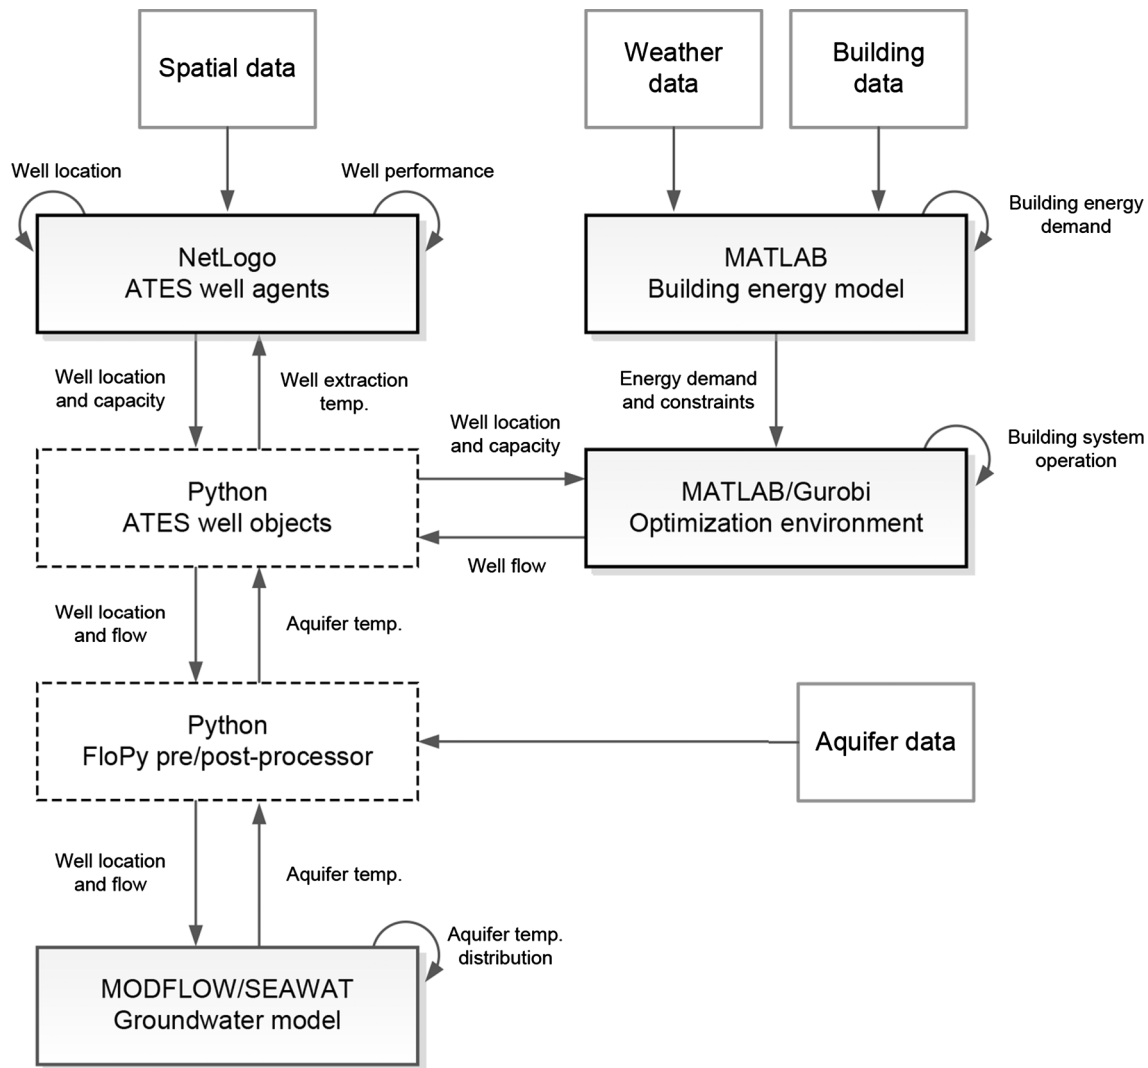 Spatial data
Weather
data
Building
data
Well location
Well performance
Building energy
demand
NetLogo
ATES well agents
MATLAB
Building energy model
Well location
and capacity
Well extraction
temp.
Energy demand
and constraints
Well location
and capacity
Building system
operation
Python
ATES well objects
MATLAB/Gurobi
Optimization environment
Well flow
Well location
and flow
Aquifer temp.
Python
FloPy pre/post-processor
Aquifer data
Well location
and flow
Aquifer temp.
Aquifer temp.
distribution
MODFLOW/SEAWAT
Groundwater model